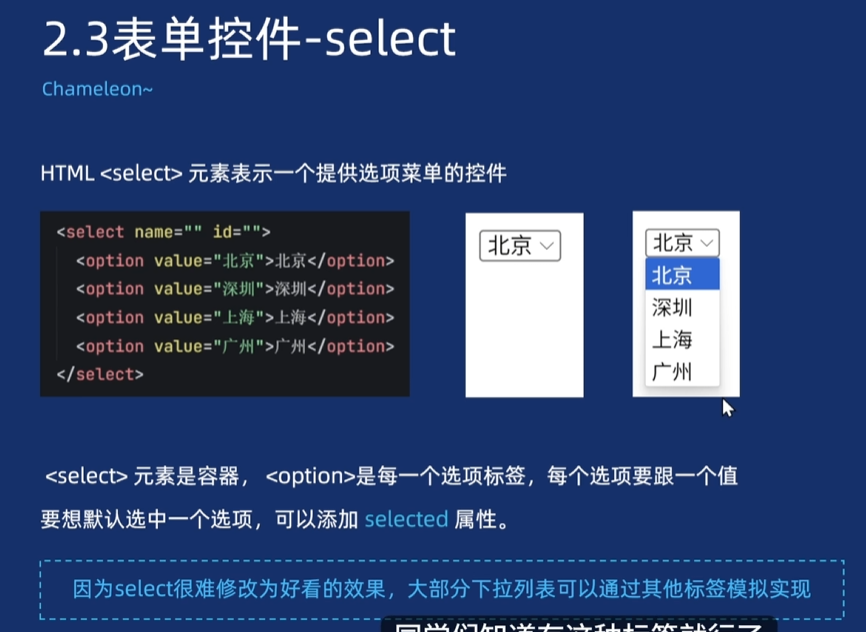 2.3表单控件-select
Chameleon~
HTML <select> 元素表示一个提供选项菜单的控件
<select name="" id="">
<option value="北京">北京</option>
<option value="深圳">深圳</option>
<option value="上海">上海</option>
<option value="广州">广州</option>
</select>
北京
北京
北京
深圳
上海
广州
<select> 元素是容器， <option>是每一个选项标签，每个选项要跟一个值
要想默认选中一个选项，可以添加 selected 属性。
因为select很难修改为好看的效果，大部分下拉列表可以通过其他标签模拟实现
同学们知道有这种标签就行了